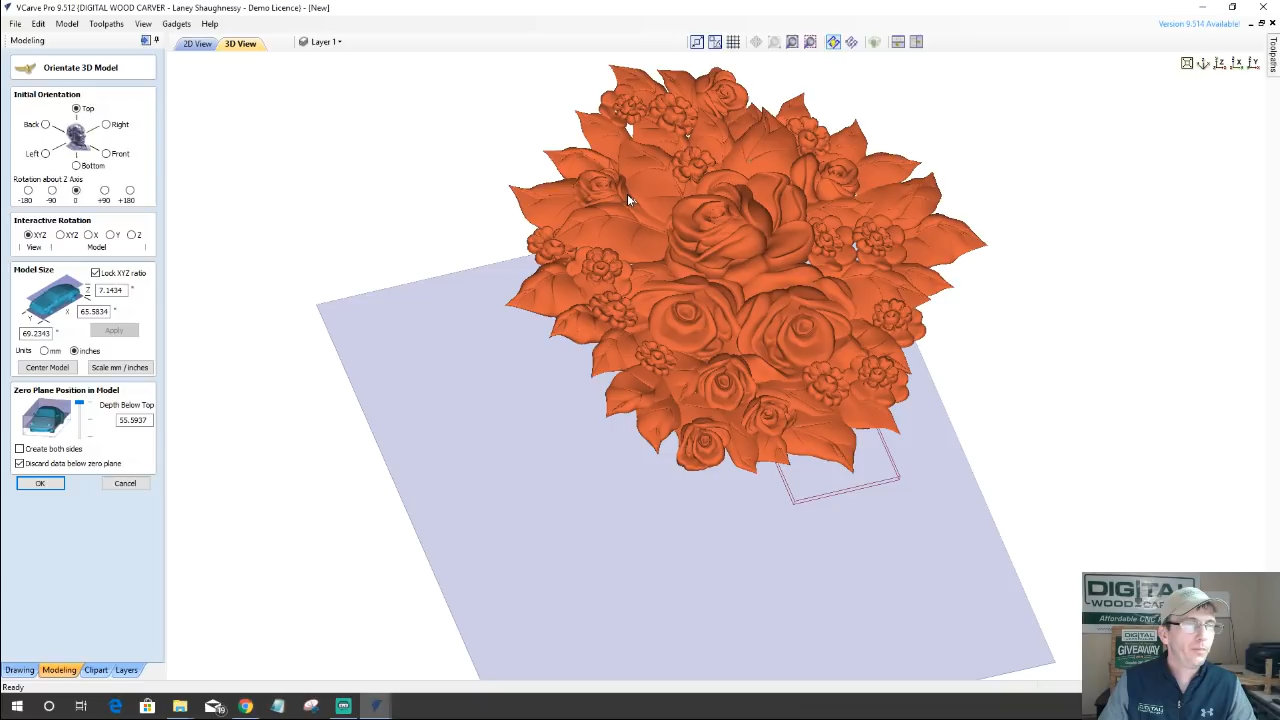 VCarve Pro 9.512 {DIGITAL WOOD CARVER - Laney Shaughnessy - Demo Licence} - [New]
File Edit Model Toolpaths View Gadgets Help
Version 9.514 Available!
Modeling
2D View 3D View Layer 1
Toolpaths
Orientate 3D Model
Initial Orientation
Top
Back Right
Left Front
Bottom
Rotation about Z Axis
-180 -90 0 +90 +180
Interactive Rotation
XYZ XYZ X Y Z
View Model
Model Size
Lock XYZ ratio
Z 7.1434 "
Y X 65.5834 "
69.2343 "
Apply
Units mm inches
Center Model Scale mm / inches
Zero Plane Position in Model
Depth Below Top
55.5937
Create both sides
Discard data below zero plane
OK Cancel
Drawing Modeling Clipart Layers
Ready
DIGITAL
WOOD CAR
Affordable CNC
DIGITAL
GIVEAWAY